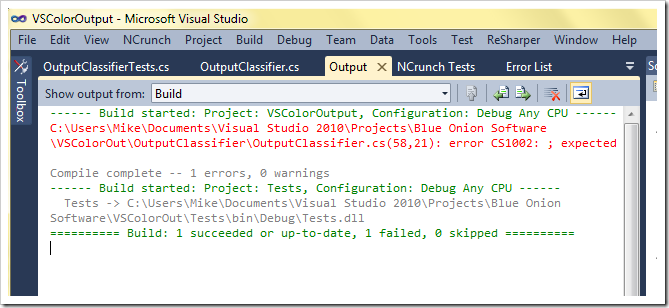 VSColorOutput - Microsoft Visual Studio
File Edit View NCrunch Project Build Debug Team Data Tools Test ReSharper Window Help
Toolbox
OutputClassifierTests.cs OutputClassifier.cs Output NCrunch Tests Error List
Show output from: Build
------ Build started: Project: VSColorOutput, Configuration: Debug Any CPU ------
C:\Users\Mike\Documents\Visual Studio 2010\Projects\Blue Onion Software
\VSColorOut\OutputClassifier\OutputClassifier.cs(58,21): error CS1002: ; expected
Compile complete -- 1 errors, 0 warnings
------ Build started: Project: Tests, Configuration: Debug Any CPU ------
Tests -> C:\Users\Mike\Documents\Visual Studio 2010\Projects\Blue Onion
Software\VSColorOut\Tests\bin\Debug\Tests.dll
========== Build: 1 succeeded or up-to-date, 1 failed, 0 skipped ==========